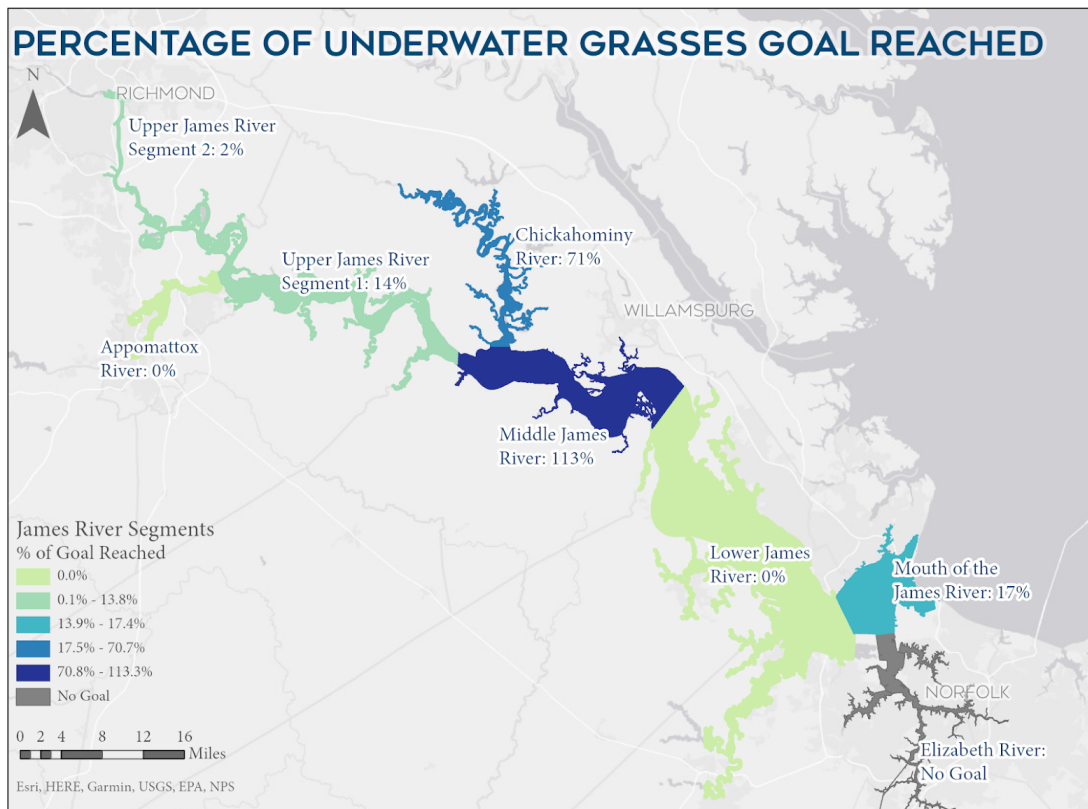 PERCENTAGE OF UNDERWATER GRASSES GOAL REACHED
N
RICHMOND
Upper James River
Segment 2: 2%
Chickahominy
River: 71%
Upper James River
Segment 1: 14%
WILLAMSBURG
Appomattox
River: 0%
Middle James
River: 113%
Lower James
River: 0%
Mouth of the
James River: 17%
NORFOLK
Elizabeth River:
No Goal
James River Segments
% of Goal Reached
0.0%
0.1% - 13.8%
13.9% - 17.4%
17.5% - 70.7%
70.8% - 113.3%
No Goal
0 2 4 8 12 16
Miles
Esri, HERE, Garmin, USGS, EPA, NPS